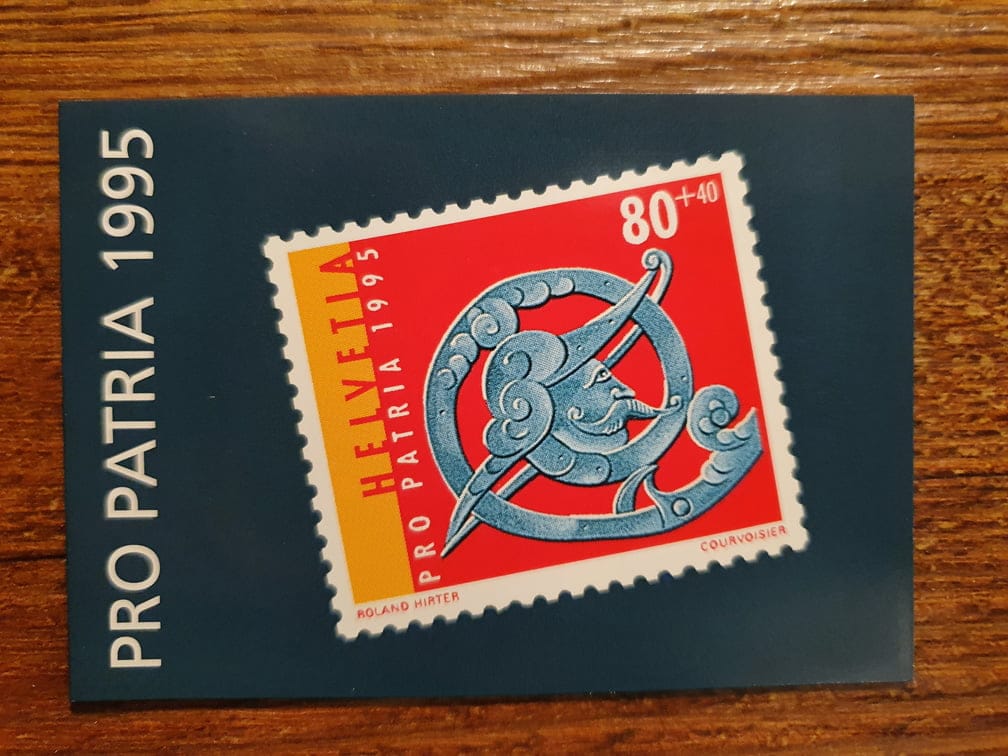 PRO PATRIA 1995
HELVETIA
PRO PATRIA 1995
80+40
ROLAND HIRTER
COURVOISIER